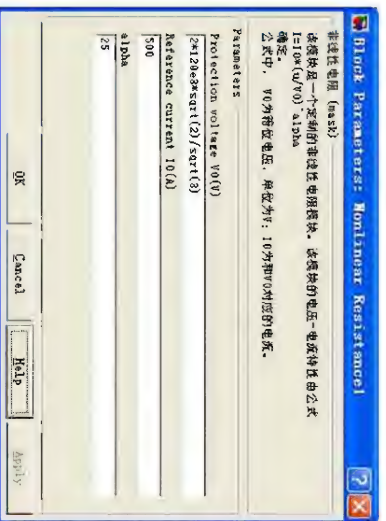 Block Parameters: Nonlinear Resistance1
非线性电阻 (mask)
该模块是一个定制的非线性电阻模块。该模块的电压-电流特性由公式
I=I0*(u/V0)^alpha
确定。
公式中，V0为箝位电压，单位为V；I0为和V0对应的电流。
Parameters
Protection voltage V0(V)
2*120e3*sqrt(2)/sqrt(3)
Reference current I0(A)
500
alpha
25
OK
Cancel
Help
Apply